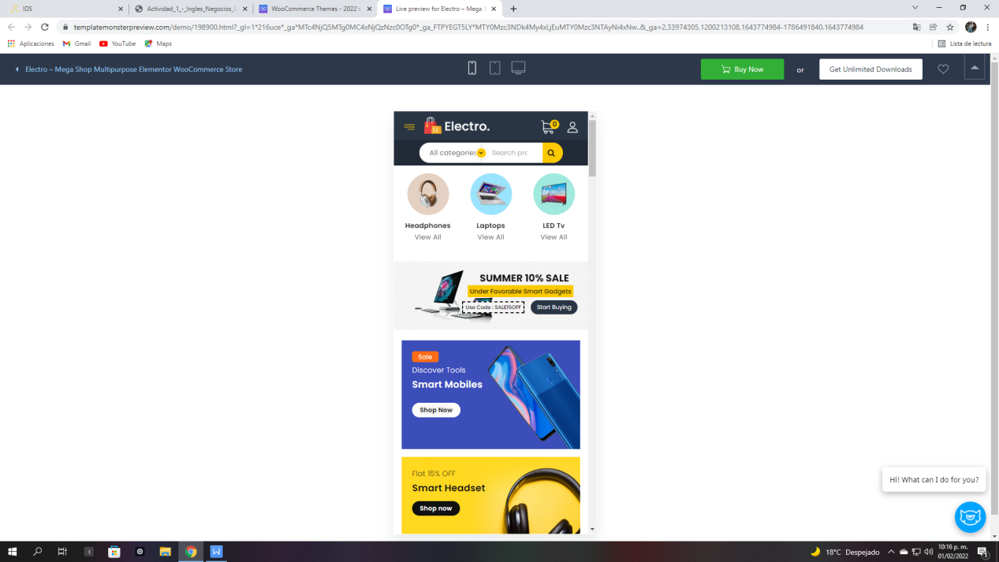 IDS
Actividad_1_-_Ingles_Negocios_I.
WooCommerce Themes - 2022's
Live preview for Electro – Mega S
templatemonsterpreview.com/demo/198900.html?_gl=1*216uce*_ga*MTc4NjQ5MTg0MC4xNjQzNzc0OTg0*_ga_FTPYEGT5LY*MTY0Mzc3NDk4My4xLjEuMTY0Mzc3NTAyNi4xNw..&_ga=2.33974305.1200213108.1643774984-1786491840.1643774984
Aplicaciones
Gmail
YouTube
Maps
Lista de lectura
Electro – Mega Shop Multipurpose Elementor WooCommerce Store
Buy Now
or
Get Unlimited Downloads
Electro.
0
All categories
Search pro
Headphones
Laptops
LED Tv
View All
View All
View All
SUMMER 10% SALE
Under Favorable Smart Gadgets
Use Code : SALE15OFF
Start Buying
Sale
Discover Tools
Smart Mobiles
Shop Now
Flat 15% OFF
Smart Headset
Shop now
Hi! What can I do for you?
18°C Despejado
10:16 p. m.
01/02/2022
1